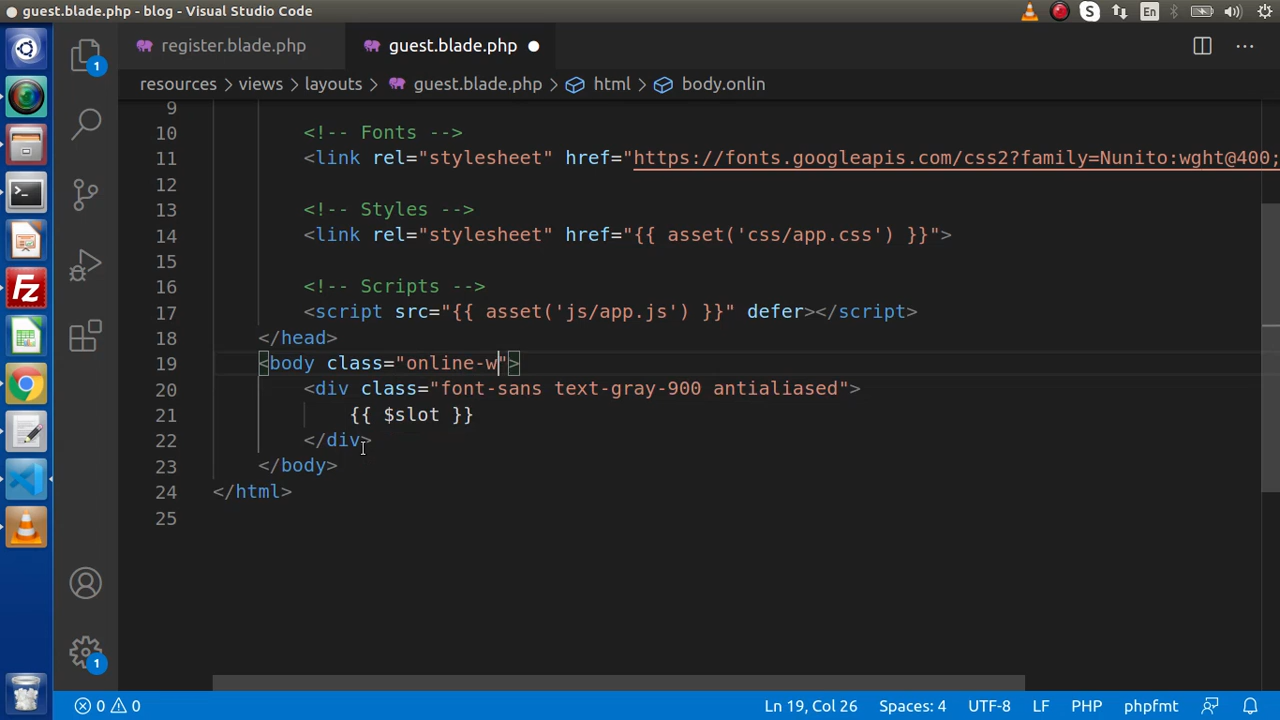 guest.blade.php - blog - Visual Studio Code
S
En
1
register.blade.php
guest.blade.php
resources > views > layouts > guest.blade.php > html > body.onlin
9
10 <!-- Fonts -->
11 <link rel="stylesheet" href="https://fonts.googleapis.com/css2?family=Nunito:wght@400;
12
13 <!-- Styles -->
14 <link rel="stylesheet" href="{{ asset('css/app.css') }}">
15
16 <!-- Scripts -->
17 <script src="{{ asset('js/app.js') }}" defer></script>
18 </head>
19 <body class="online-w">
20 <div class="font-sans text-gray-900 antialiased">
21 {{ $slot }}
22 </div>
23 </body>
24 </html>
25
Fz
1
0 0
Ln 19, Col 26
Spaces: 4
UTF-8
LF
PHP
phpfmt